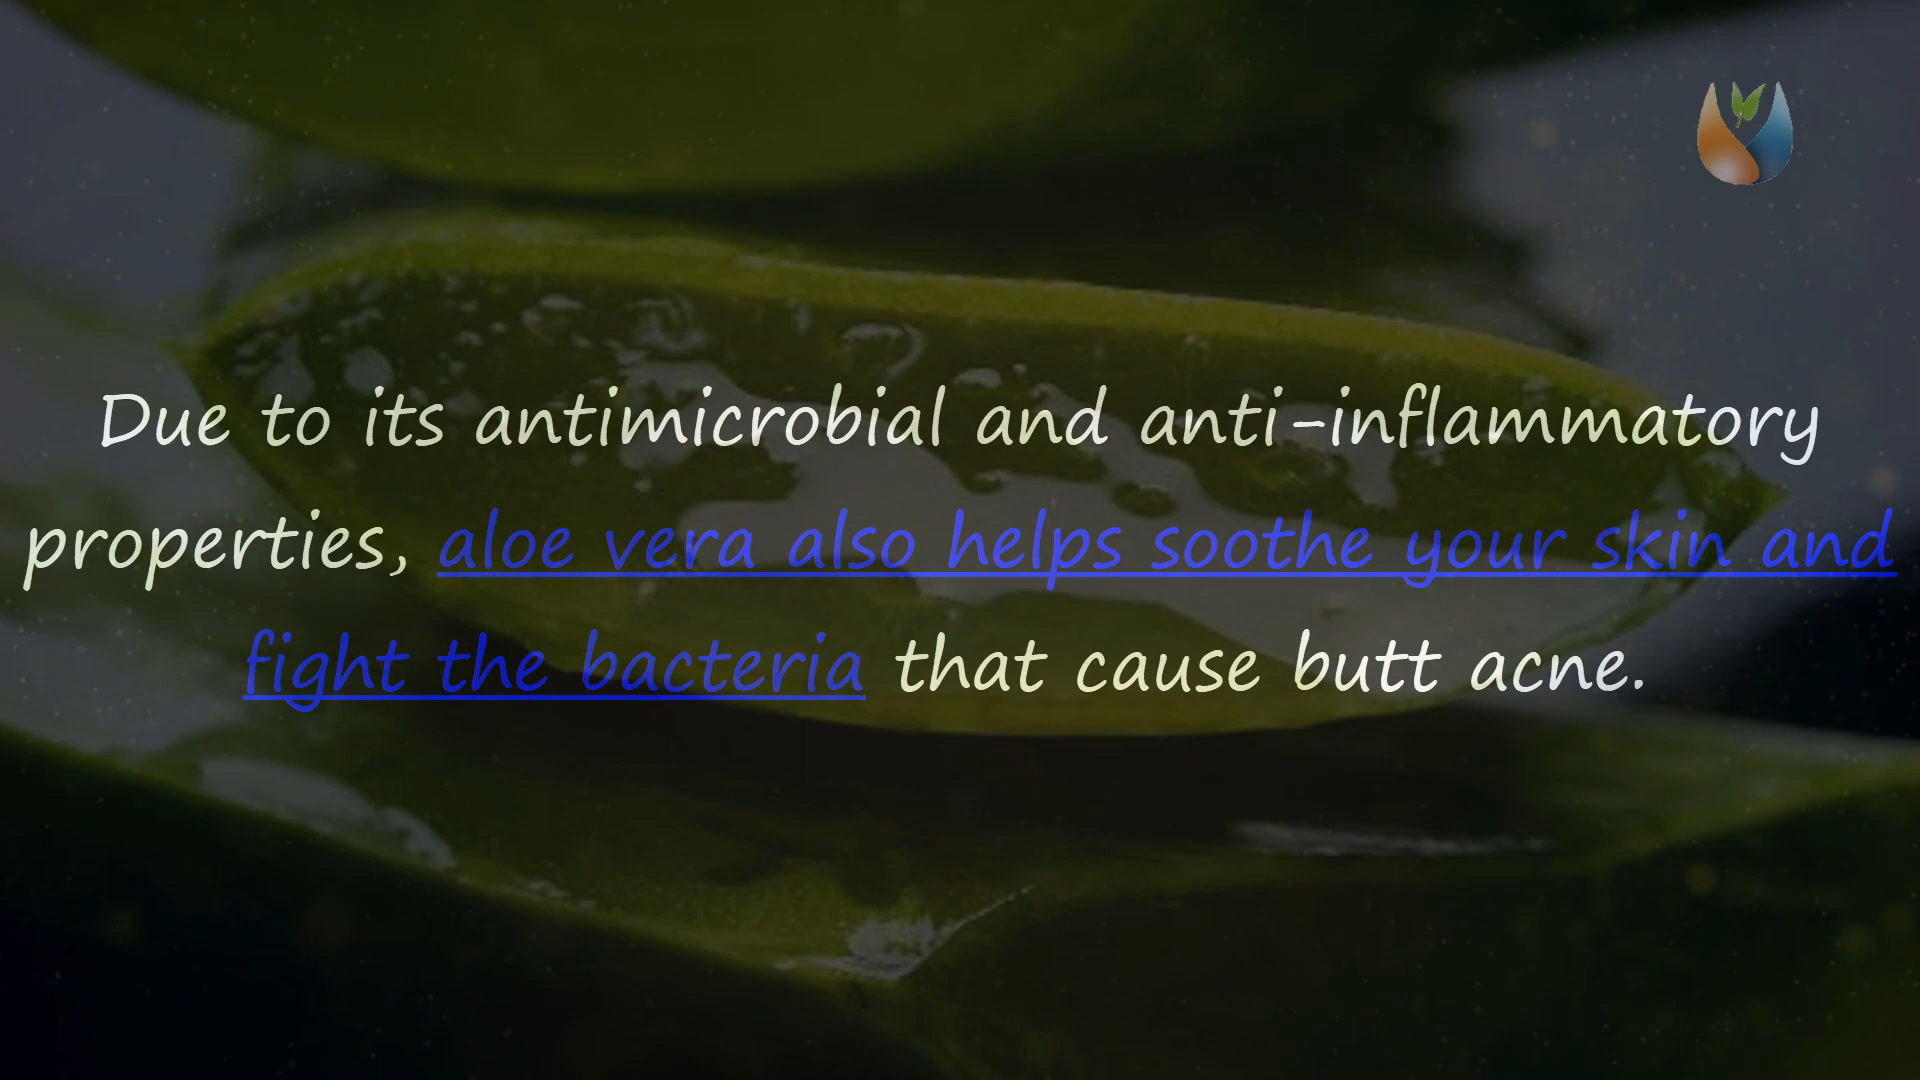 Due to its antimicrobial and anti-inflammatory
properties, aloe vera also helps soothe your skin and
fight the bacteria that cause butt acne.